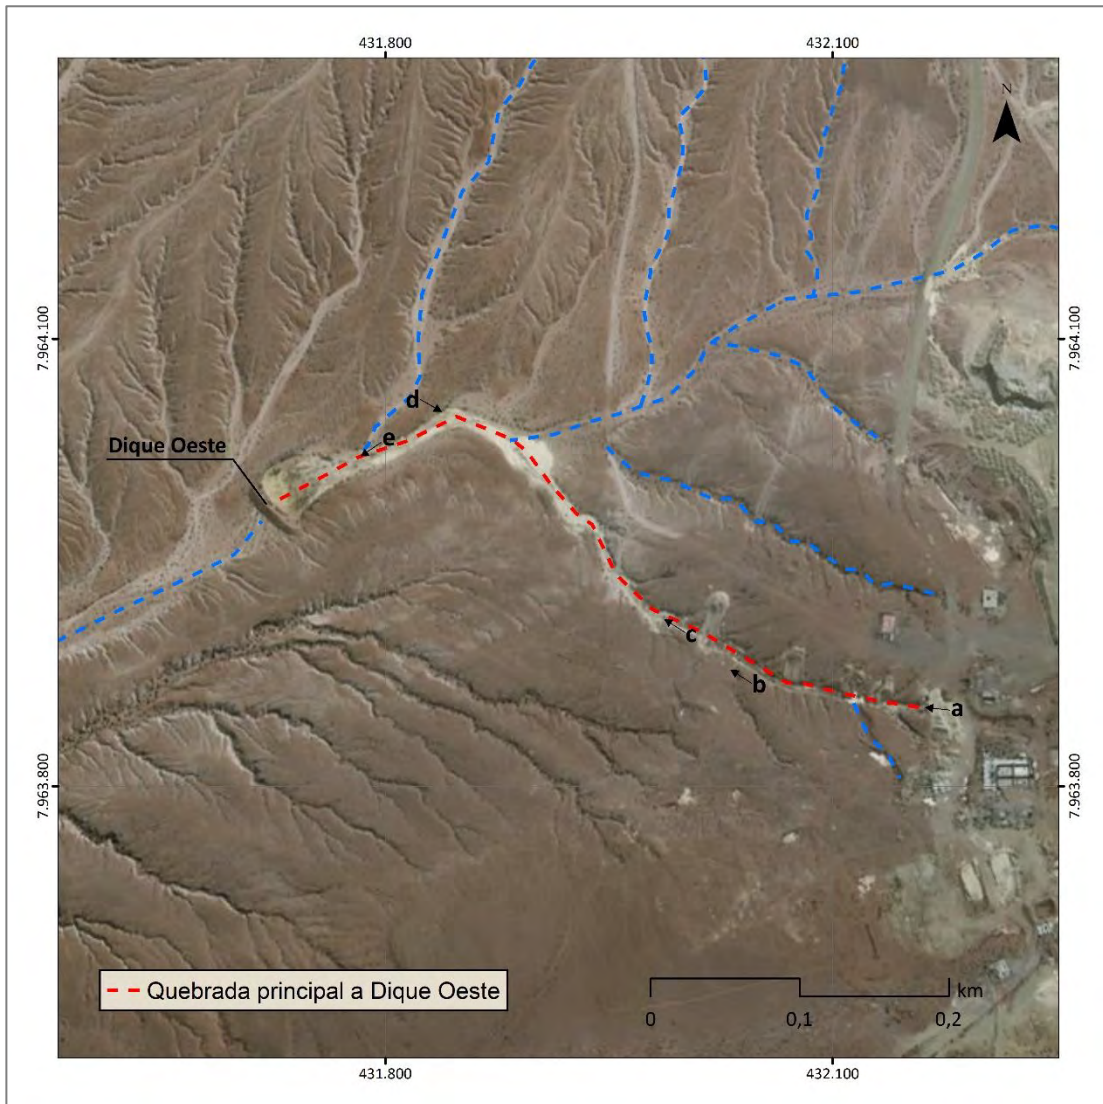 431.800
432.100
N
7.964.100
7.964.100
d
e
Dique Oeste
c
b
a
7.963.800
7.963.800
Quebrada principal a Dique Oeste
km
0
0,1
0,2
431.800
432.100